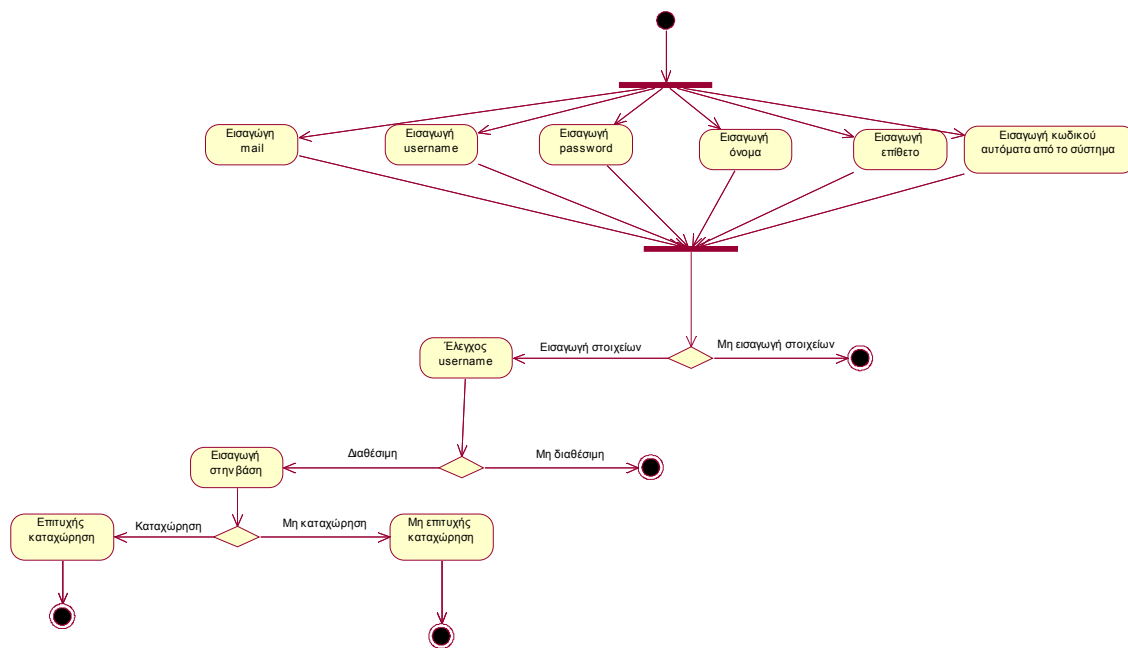 Εισαγώγη
mail
Εισαγωγή
username
Εισαγωγή
password
Εισαγωγή
όνομα
Εισαγωγή
επίθετο
Εισαγωγή κωδικού
αυτόματα από το σύστημα
Έλεγχος
username
Εισαγωγή στοιχείων
Μη εισαγωγή στοιχείων
Εισαγωγή
στην βάση
Διαθέσιμη
Μη διαθέσιμη
Επιτυχής
καταχώρηση
Καταχώρηση
Μη καταχώρηση
Μη επιτυχής
καταχώρηση